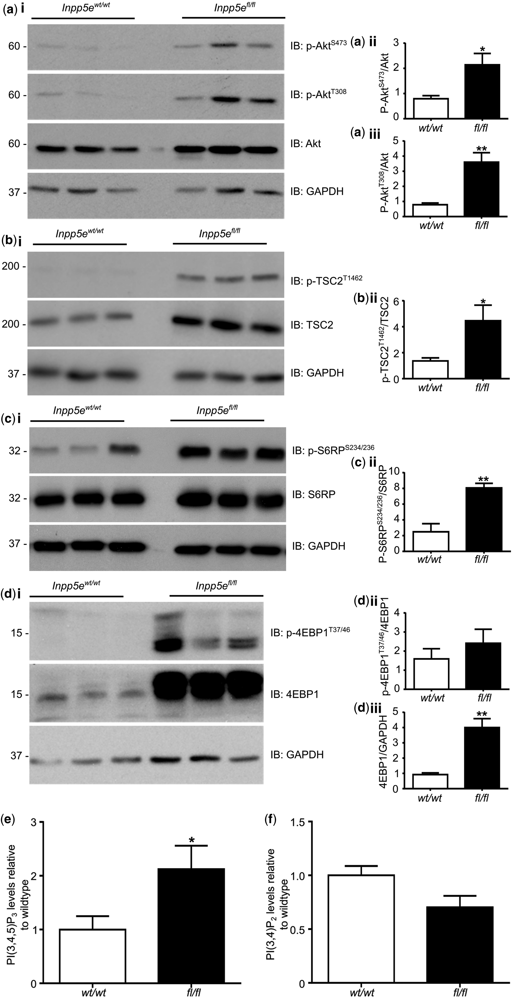 (a) i
Inpp5e^wt/wt
Inpp5e^fl/fl
60 -
IB: p-Akt^S473
60 -
IB: p-Akt^T308
60 -
IB: Akt
37 -
IB: GAPDH
(a) ii
3
2
1
0
P-Akt^S473/Akt
*
wt/wt
fl/fl
(a) iii
5
4
3
2
1
0
P-Akt^T308/Akt
**
wt/wt
fl/fl
(b) i
Inpp5e^wt/wt
Inpp5e^fl/fl
200 -
IB: p-TSC2^T1462
200 -
IB: TSC2
37 -
IB: GAPDH
(b) ii
6
4
2
0
p-TSC2^T1462/TSC2
*
wt/wt
fl/fl
(c) i
Inpp5e^wt/wt
Inpp5e^fl/fl
32 -
IB: p-S6RP^S234/236
32 -
IB: S6RP
37 -
IB: GAPDH
(c) ii
10
8
6
4
2
0
P-S6RP^S234/236/S6RP
**
wt/wt
fl/fl
(d) i
Inpp5e^wt/wt
Inpp5e^fl/fl
15 -
IB: p-4EBP1^T37/46
15 -
IB: 4EBP1
37 -
IB: GAPDH
(d) ii
4
3
2
1
0
p-4EBP1^T37/46/4EBP1
wt/wt
fl/fl
(d) iii
5
4
3
2
1
0
4EBP1/GAPDH
**
wt/wt
fl/fl
(e)
3
2
1
0
PI(3,4,5)P₃ levels relative
to wildtype
*
wt/wt
fl/fl
(f)
1.5
1.0
0.5
0
PI(3,4)P₂ levels relative
to wildtype
wt/wt
fl/fl